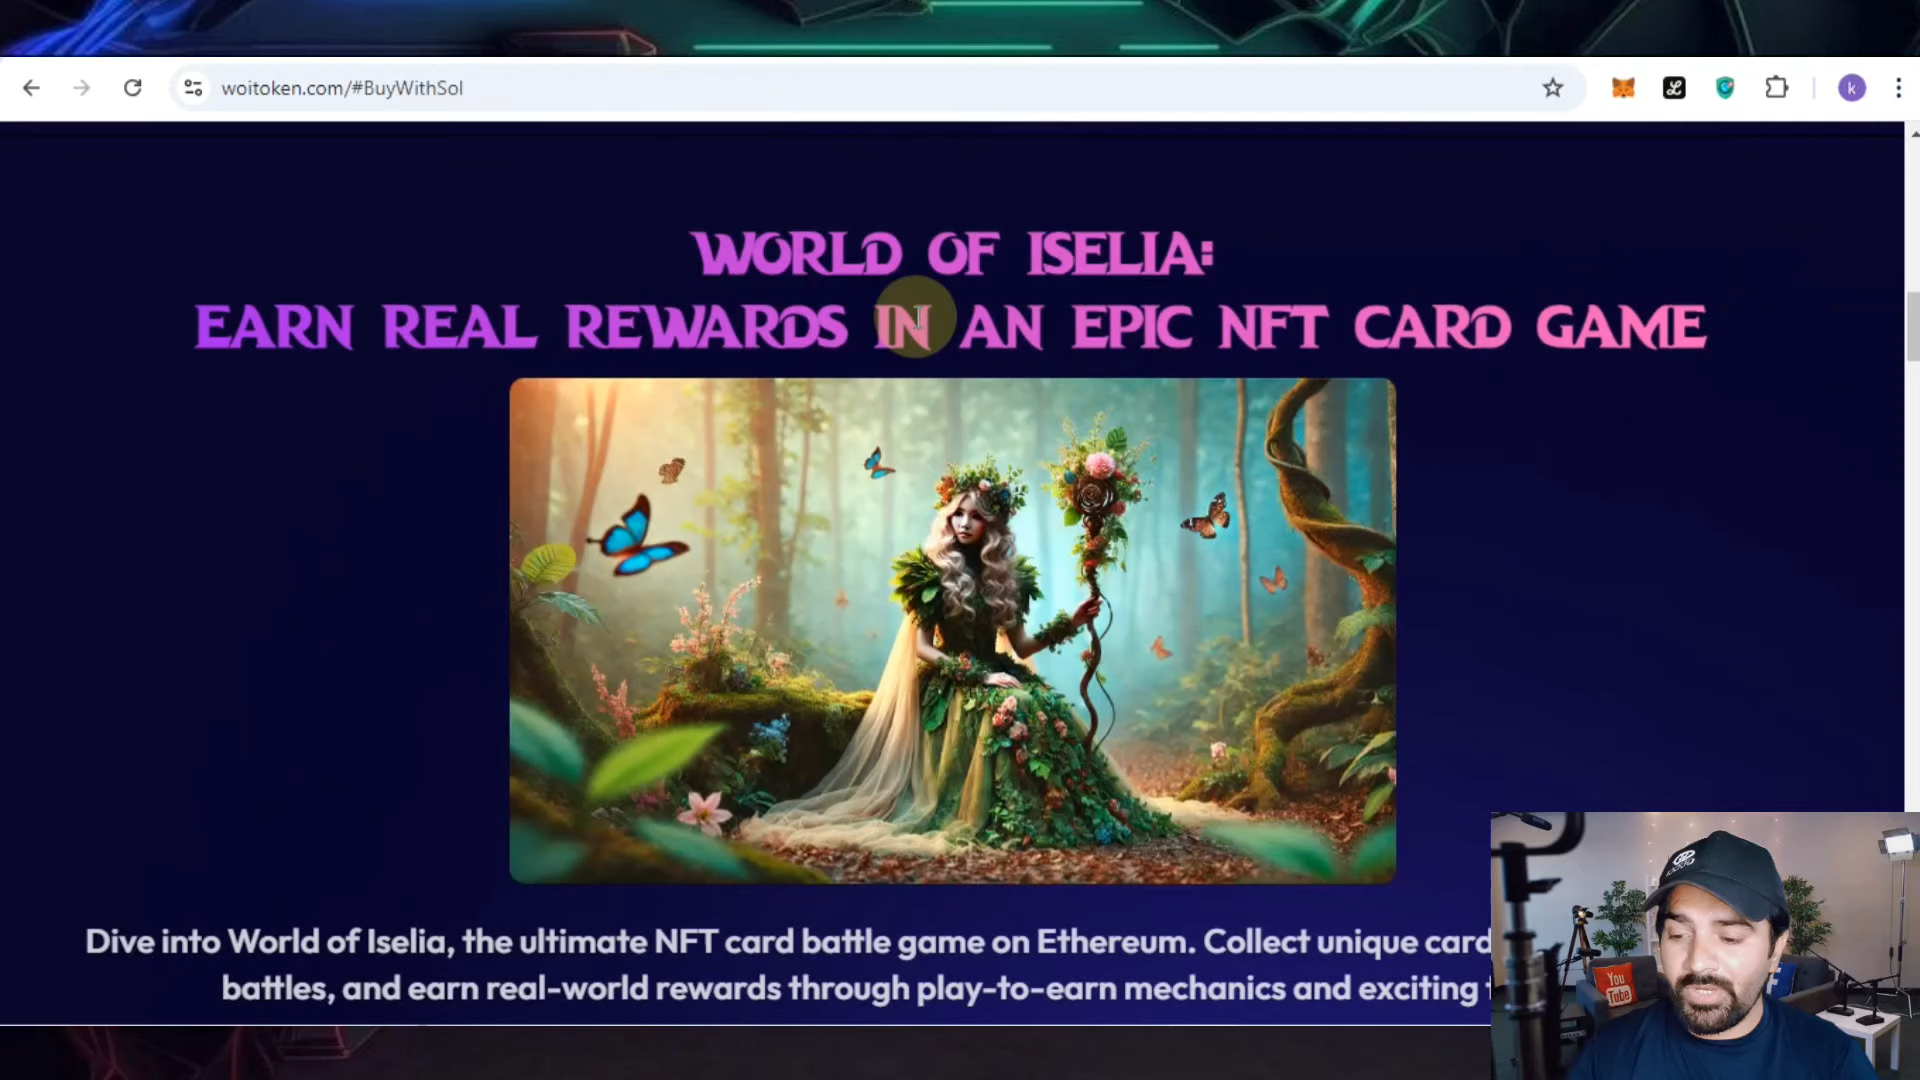 woitoken.com/#BuyWithSol
k
WORLD OF ISELIA:
EARN REAL REWARDS IN AN EPIC NFT CARD GAME
Dive into World of Iselia, the ultimate NFT card battle game on Ethereum. Collect unique card
battles, and earn real-world rewards through play-to-earn mechanics and exciting
You
Tube